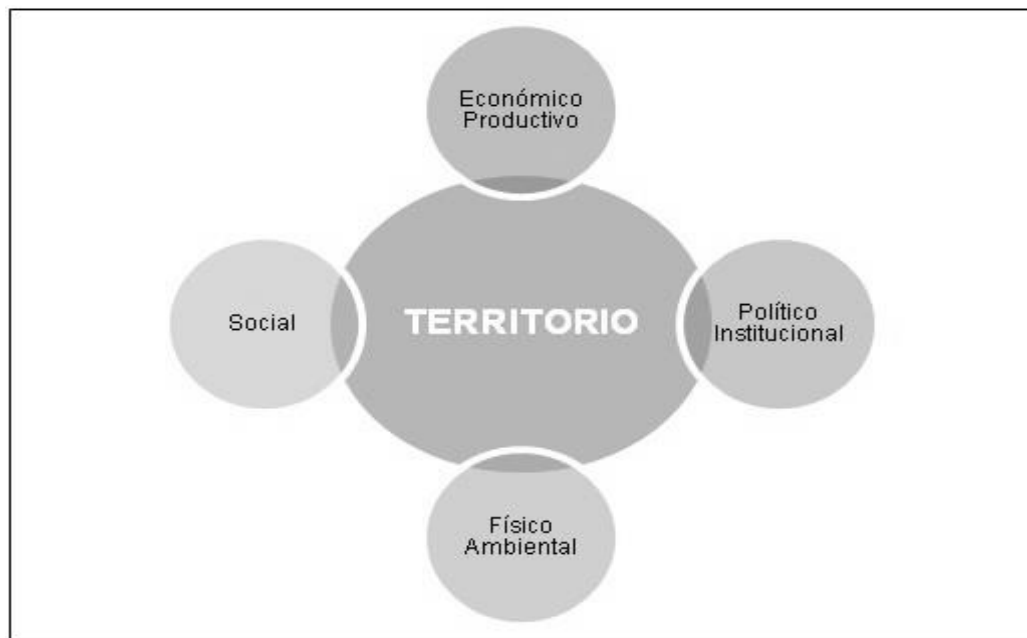 Económico
Productivo
Social
TERRITORIO
Político
Institucional
Físico
Ambiental